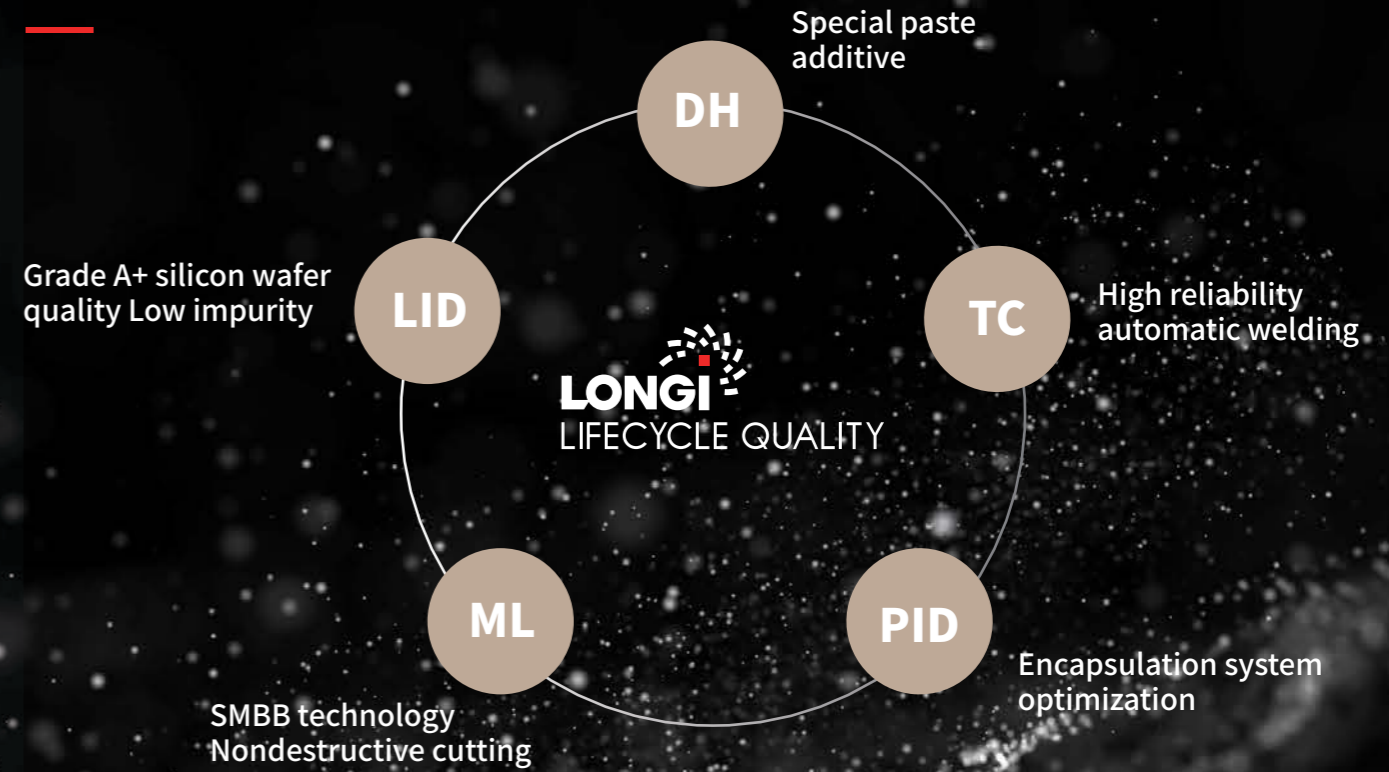 Special paste
additive
DH
Grade A+ silicon wafer
quality Low impurity
LID
TC
High reliability
automatic welding
LONGi
LIFECYCLE QUALITY
ML
PID
Encapsulation system
optimization
SMBB technology
Nondestructive cutting